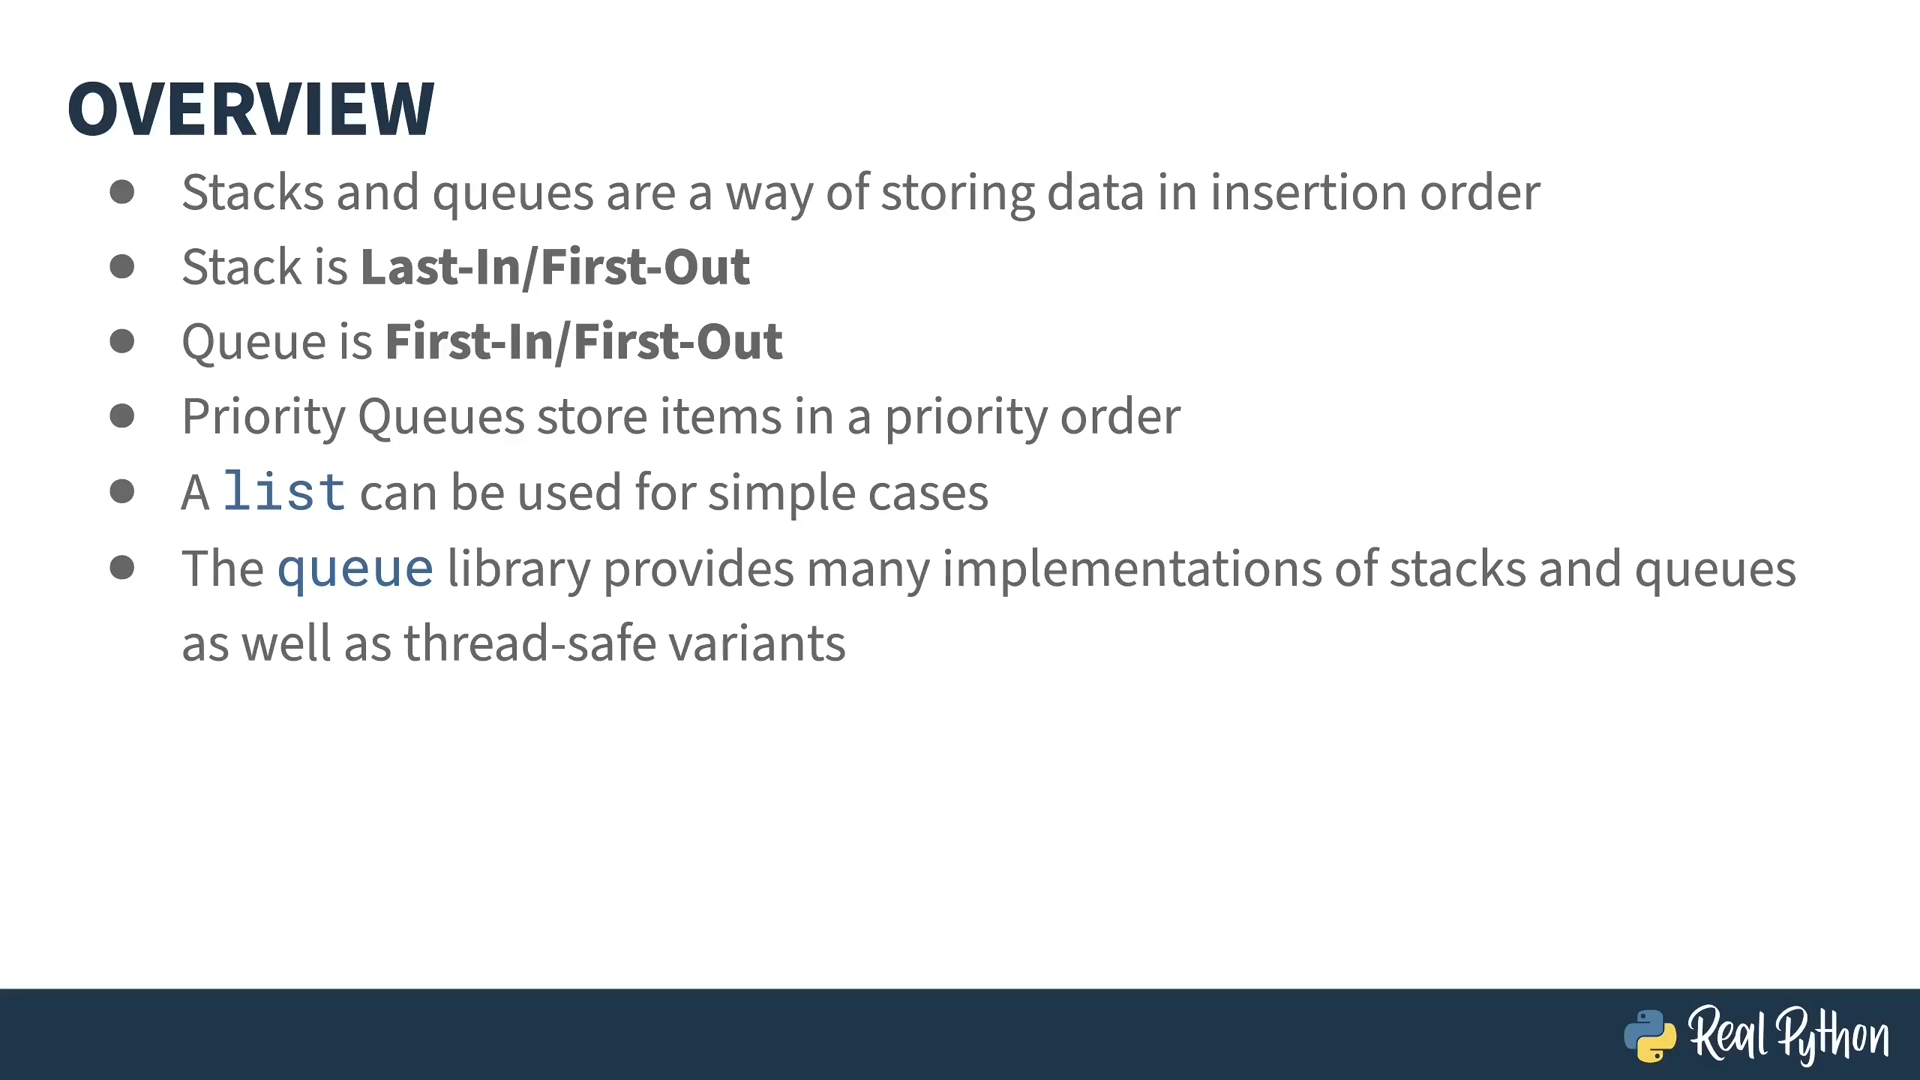 OVERVIEW
● Stacks and queues are a way of storing data in insertion order
● Stack is Last-In/First-Out
● Queue is First-In/First-Out
● Priority Queues store items in a priority order
● A list can be used for simple cases
● The queue library provides many implementations of stacks and queues
as well as thread-safe variants
Real Python